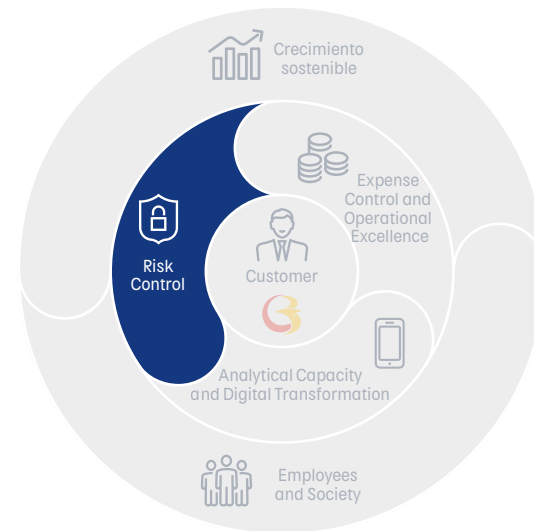 Crecimiento
sostenible
Expense
Control and
Operational
Excellence
Risk
Control
Customer
Analytical Capacity
and Digital Transformation
Employees
and Society